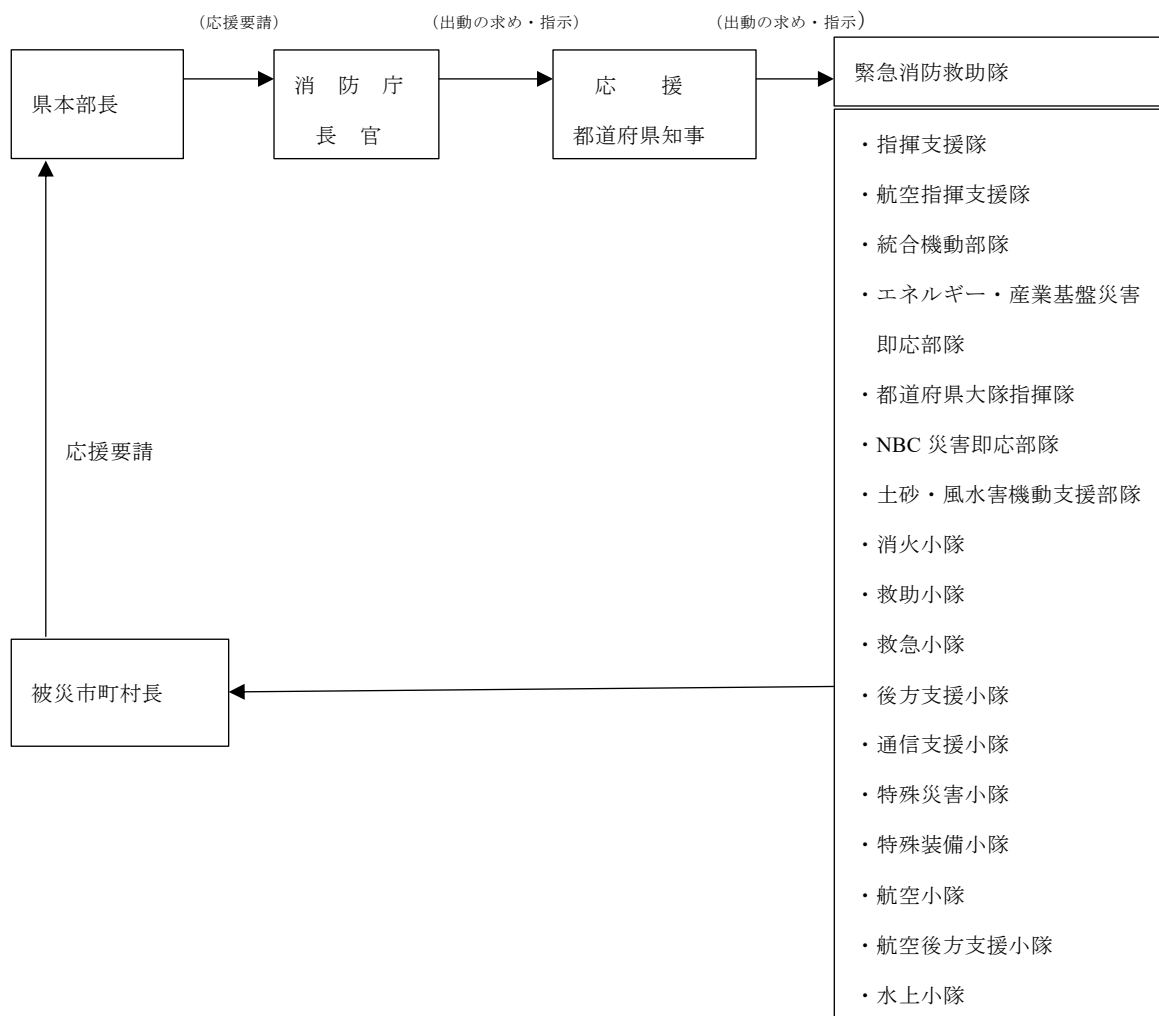 (応援要請)
(出動の求め・指示)
(出動の求め・指示)
県本部長
消防庁
長官
応援
都道府県知事
緊急消防救助隊
・指揮支援隊
・航空指揮支援隊
・統合機動部隊
・エネルギー・産業基盤災害
即応部隊
・都道府県大隊指揮隊
・NBC 災害即応部隊
・土砂・風水害機動支援部隊
・消火小隊
・救助小隊
・救急小隊
・後方支援小隊
・通信支援小隊
・特殊災害小隊
・特殊装備小隊
・航空小隊
・航空後方支援小隊
・水上小隊
応援要請
被災市町村長